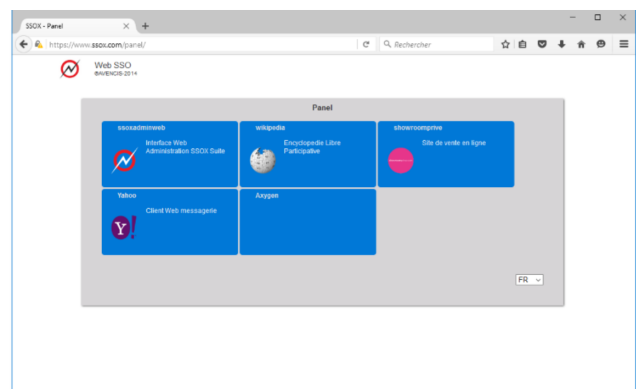 SSOX - Panel
https://www.ssox.com/panel/
Rechercher
Web SSO
©AVENCIS-2014
Panel
ssoxadminweb
Interface Web
Administration SSOX Suite
wikipedia
Encyclopedie Libre
Participative
showroomprive
Site de vente en ligne
Yahoo
Client Web messagerie
Y!
Axygen
FR